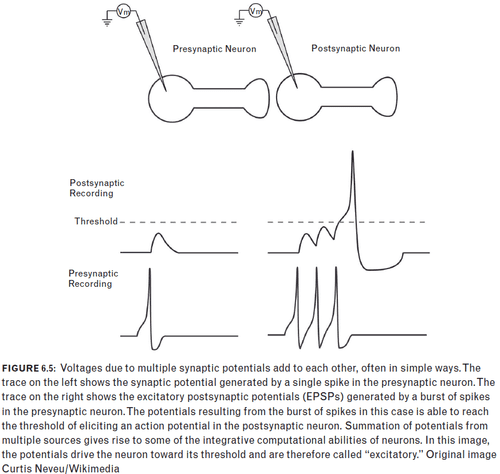 Vm
Vm
Presynaptic Neuron
Postsynaptic Neuron
Postsynaptic
Recording
Threshold
Presynaptic
Recording
FIGURE 6.5: Voltages due to multiple synaptic potentials add to each other, often in simple ways. The
trace on the left shows the synaptic potential generated by a single spike in the presynaptic neuron. The
trace on the right shows the excitatory postsynaptic potentials (EPSPs) generated by a burst of spikes
in the presynaptic neuron. The potentials resulting from the burst of spikes in this case is able to reach
the threshold of eliciting an action potential in the postsynaptic neuron. Summation of potentials from
multiple sources gives rise to some of the integrative computational abilities of neurons. In this image,
the potentials drive the neuron toward its threshold and are therefore called “excitatory.” Original image
Curtis Neveu/Wikimedia